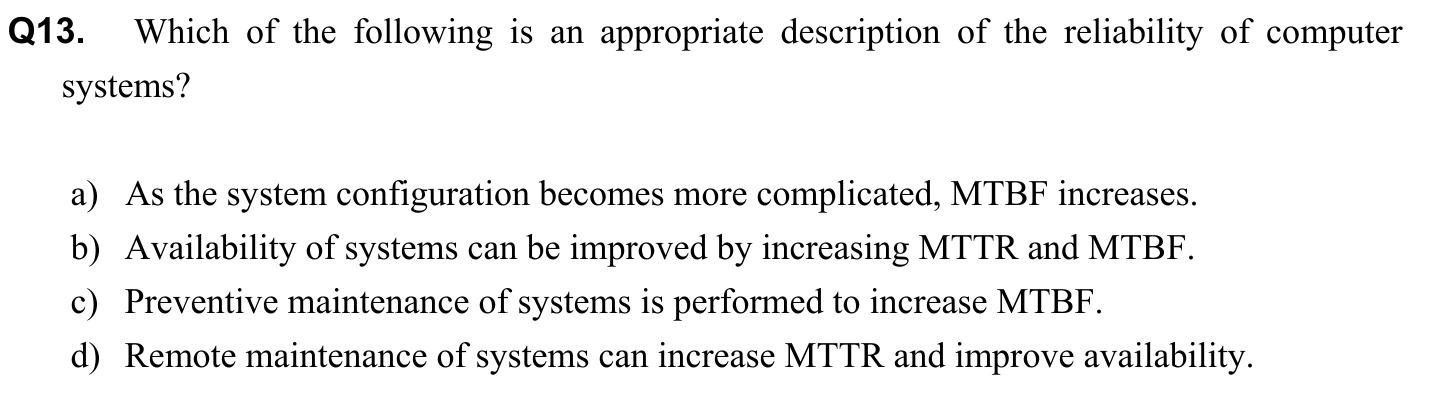 Q13. Which of the following is an appropriate description of the reliability of computer
systems?
a) As the system configuration becomes more complicated, MTBF increases.
b) Availability of systems can be improved by increasing MTTR and MTBF.
c) Preventive maintenance of systems is performed to increase MTBF.
d) Remote maintenance of systems can increase MTTR and improve availability.